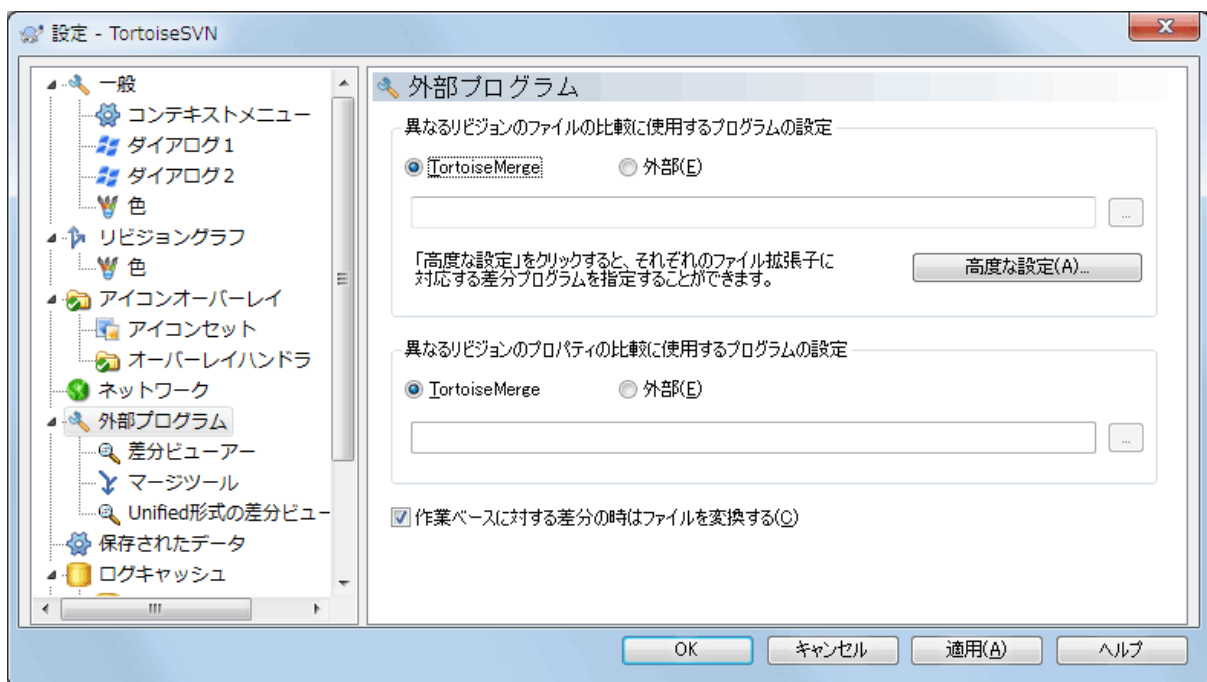 設定 - TortoiseSVN
一般
コンテキストメニュー
ダイアログ1
ダイアログ2
色
リビジョングラフ
色
アイコンオーバーレイ
アイコンセット
オーバーレイハンドラ
ネットワーク
外部プログラム
差分ビューアー
マージツール
Unified形式の差分ビュー
保存されたデータ
ログキャッシュ
外部プログラム
異なるリビジョンのファイルの比較に使用するプログラムの設定
TortoiseMerge 外部(E)
...
「高度な設定」をクリックすると、それぞれのファイル拡張子に
対応する差分プログラムを指定することができます。
高度な設定(A)...
異なるリビジョンのプロパティの比較に使用するプログラムの設定
TortoiseMerge 外部(E)
...
作業ベースに対する差分の時はファイルを変換する(C)
OK キャンセル 適用(A) ヘルプ